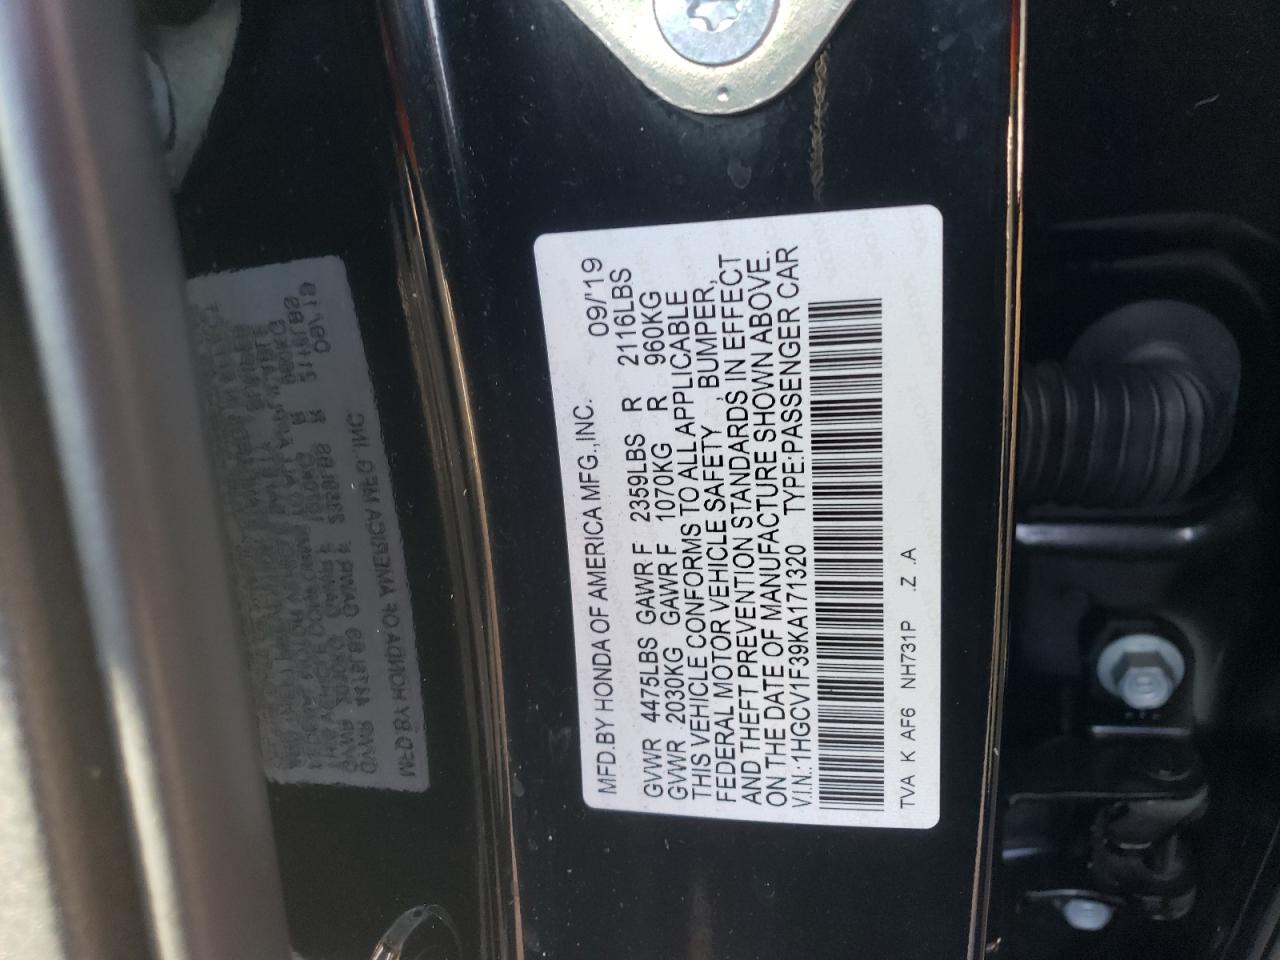 MFD.BY HONDA OF AMERICA MFG.,INC. 09/'19
GVWR 4475LBS GAWR F 2359LBS R 2116LBS
GVWR 2030KG GAWR F 1070KG R 960KG
THIS VEHICLE CONFORMS TO ALL APPLICABLE
FEDERAL MOTOR VEHICLE SAFETY , BUMPER,
AND THEFT PREVENTION STANDARDS IN EFFECT
ON THE DATE OF MANUFACTURE SHOWN ABOVE.
V.I.N.:1HGCV1F39KA171320 TYPE:PASSENGER CAR
TVA K AF6 NH731P .Z .A